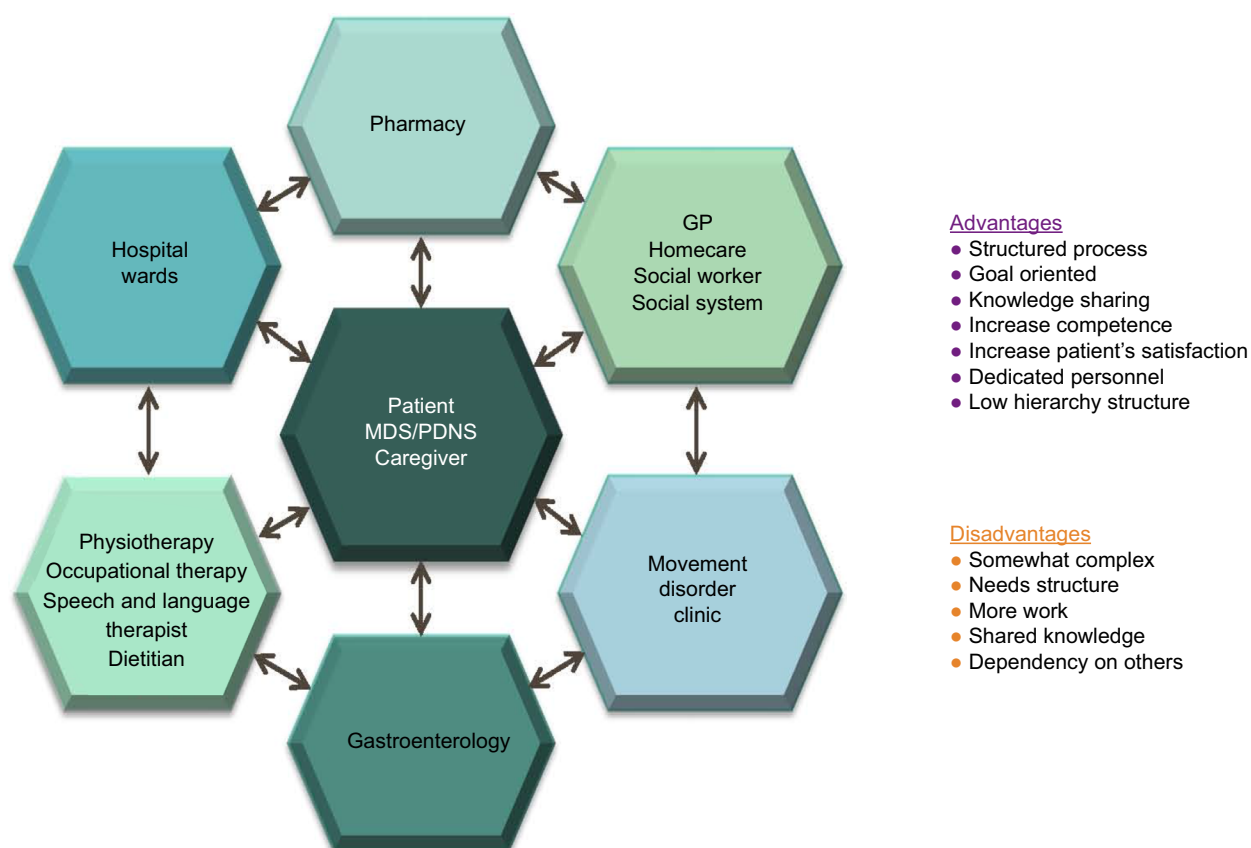 Pharmacy
Hospital
wards
GP
Homecare
Social worker
Social system
Patient
MDS/PDNS
Caregiver
Physiotherapy
Occupational therapy
Speech and language
therapist
Dietitian
Movement
disorder
clinic
Gastroenterology
Advantages
● Structured process
● Goal oriented
● Knowledge sharing
● Increase competence
● Increase patient’s satisfaction
● Dedicated personnel
● Low hierarchy structure
Disadvantages
● Somewhat complex
● Needs structure
● More work
● Shared knowledge
● Dependency on others